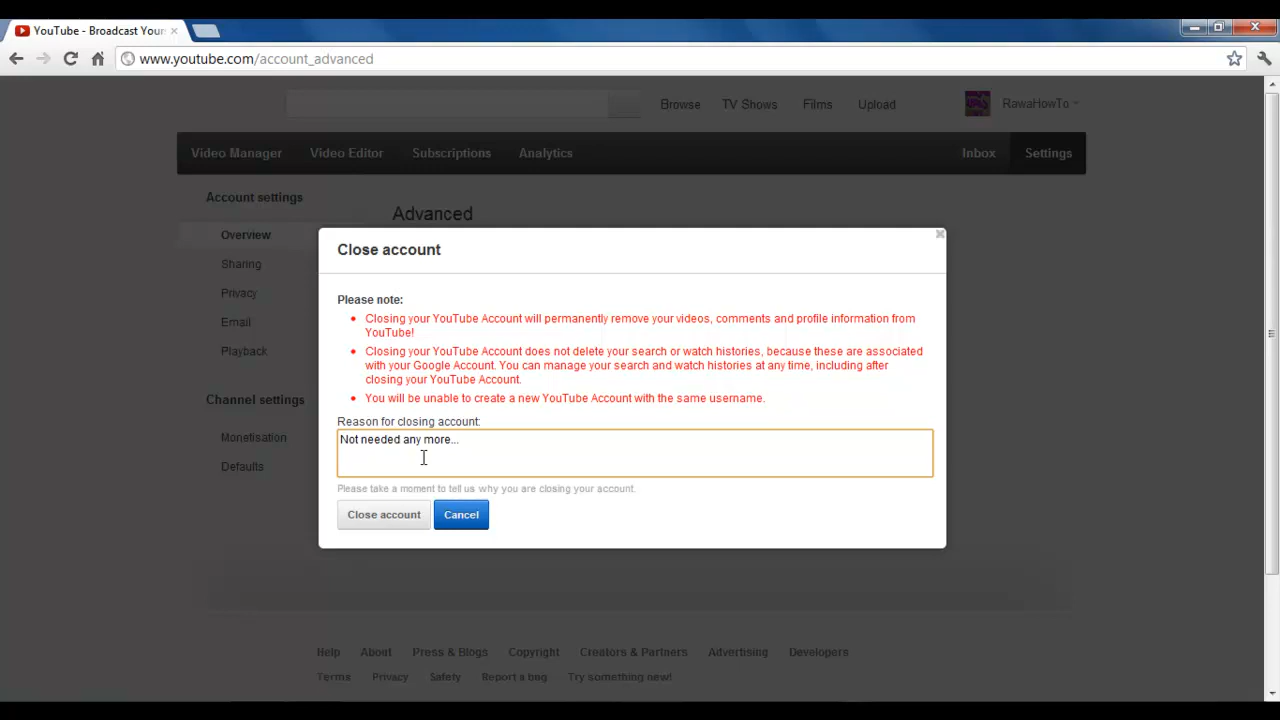 YouTube - Broadcast Your
www.youtube.com/account_advanced
Browse TV Shows Films Upload RawaHowTo
Video Manager Video Editor Subscriptions Analytics Inbox Settings
Account settings
Advanced
Overview
Sharing
Privacy
Email
Playback
Channel settings
Monetisation
Defaults
Close account
Please note:
Closing your YouTube Account will permanently remove your videos, comments and profile information from
YouTube!
Closing your YouTube Account does not delete your search or watch histories, because these are associated
with your Google Account. You can manage your search and watch histories at any time, including after
closing your YouTube Account.
You will be unable to create a new YouTube Account with the same username.
Reason for closing account:
Not needed any more...
Please take a moment to tell us why you are closing your account.
Close account Cancel
Help About Press & Blogs Copyright Creators & Partners Advertising Developers
Terms Privacy Safety Report a bug Try something new!